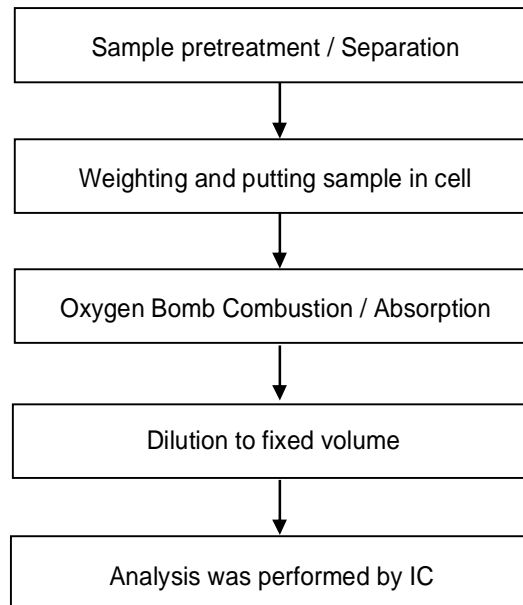 Sample pretreatment / Separation
Weighting and putting sample in cell
Oxygen Bomb Combustion / Absorption
Dilution to fixed volume
Analysis was performed by IC